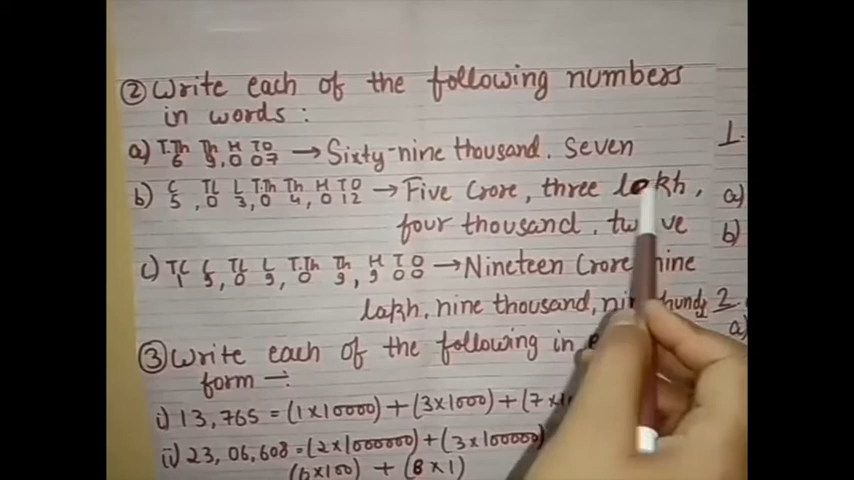 ② Write each of the following numbers
in words :
a) T.Th Th H T O → Sixty-nine thousand. Seven
6 9,0 0 7
b) C TL L T.Th Th H T O → Five Crore, three lakh,
5,0 3,0 4,0 1 2
four thousand, twelve
c) TC C TL L T.Th Th H T O → Nineteen Crore nine
1 9,0 9,0 9,9 0 0
lakh, nine thousand, nine hund
③ Write each of the following in
form —:
i) 13,765 = (1×10000) + (3×1000) + (7×
ii) 23,06,608 = (2×1000000) + (3×100000)
(6×100) + (8×1)
1.
a)
b)
2.
a)